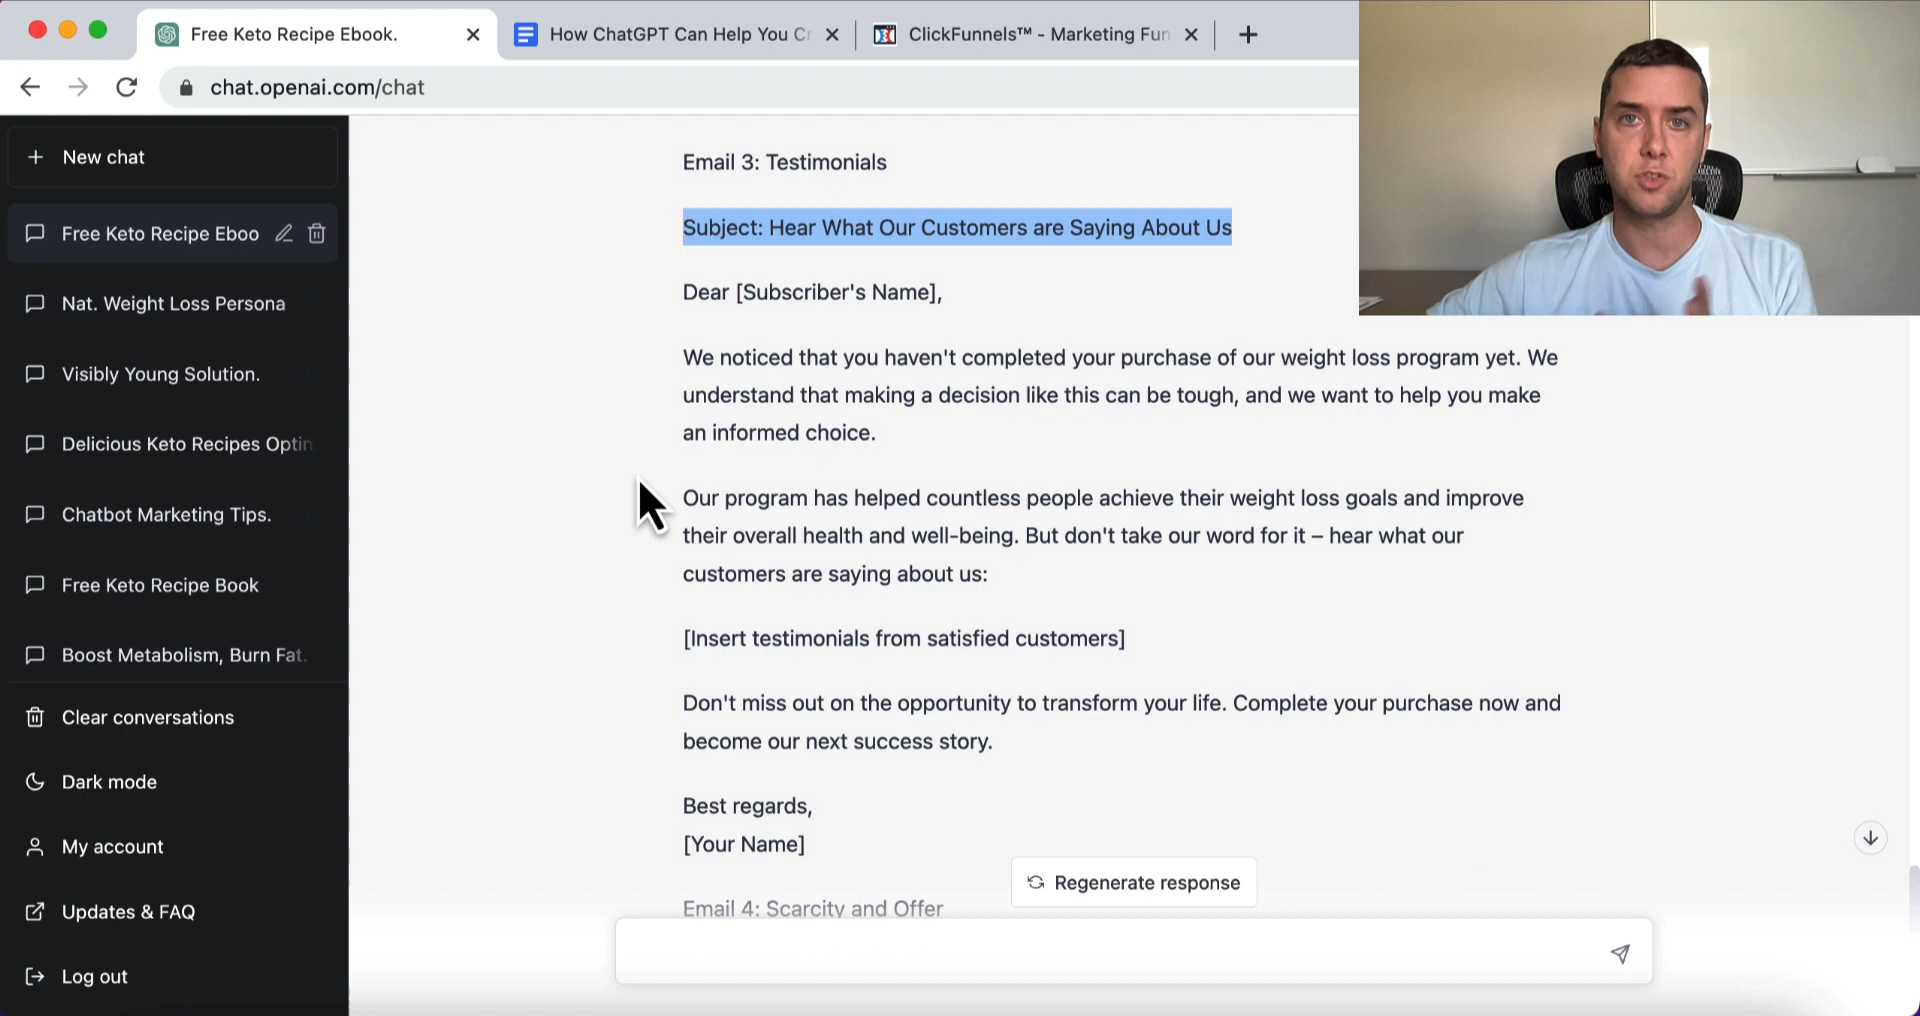 Free Keto Recipe Ebook.
How ChatGPT Can Help You Cr
ClickFunnels™ - Marketing Fun
chat.openai.com/chat
New chat
Free Keto Recipe Eboo
Nat. Weight Loss Persona
Visibly Young Solution.
Delicious Keto Recipes Optin
Chatbot Marketing Tips.
Free Keto Recipe Book
Boost Metabolism, Burn Fat.
Clear conversations
Dark mode
My account
Updates & FAQ
Log out
Email 3: Testimonials
Subject: Hear What Our Customers are Saying About Us
Dear [Subscriber's Name],
We noticed that you haven't completed your purchase of our weight loss program yet. We
understand that making a decision like this can be tough, and we want to help you make
an informed choice.
Our program has helped countless people achieve their weight loss goals and improve
their overall health and well-being. But don't take our word for it – hear what our
customers are saying about us:
[Insert testimonials from satisfied customers]
Don't miss out on the opportunity to transform your life. Complete your purchase now and
become our next success story.
Best regards,
[Your Name]
Regenerate response
Email 4: Scarcity and Offer